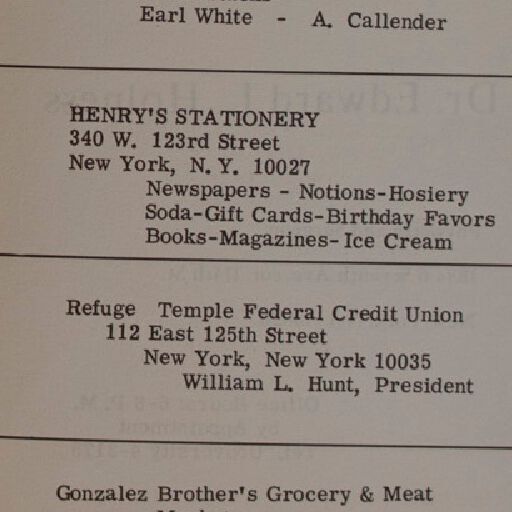 Earl White - A. Callender
HENRY'S STATIONERY
340 W. 123rd Street
New York, N. Y. 10027
Newspapers - Notions-Hosiery
Soda-Gift Cards-Birthday Favors
Books-Magazines-Ice Cream
Refuge Temple Federal Credit Union
112 East 125th Street
New York, New York 10035
William L. Hunt, President
Gonzalez Brother's Grocery & Meat